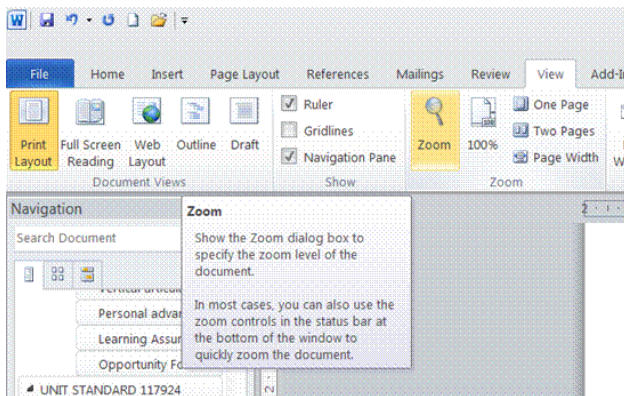 W
File Home Insert Page Layout References Mailings Review View Add-I
Print Layout
Full Screen Reading
Web Layout
Outline
Draft
Document Views
Ruler
Gridlines
Navigation Pane
Show
Zoom
100%
One Page
Two Pages
Page Width
Zoom
W
Navigation
Search Document
Personal advan
Learning Assur
Opportunity Fo
UNIT STANDARD 117924
Zoom
Show the Zoom dialog box to
specify the zoom level of the
document.
In most cases, you can also use the
zoom controls in the status bar at
the bottom of the window to
quickly zoom the document.
2
2